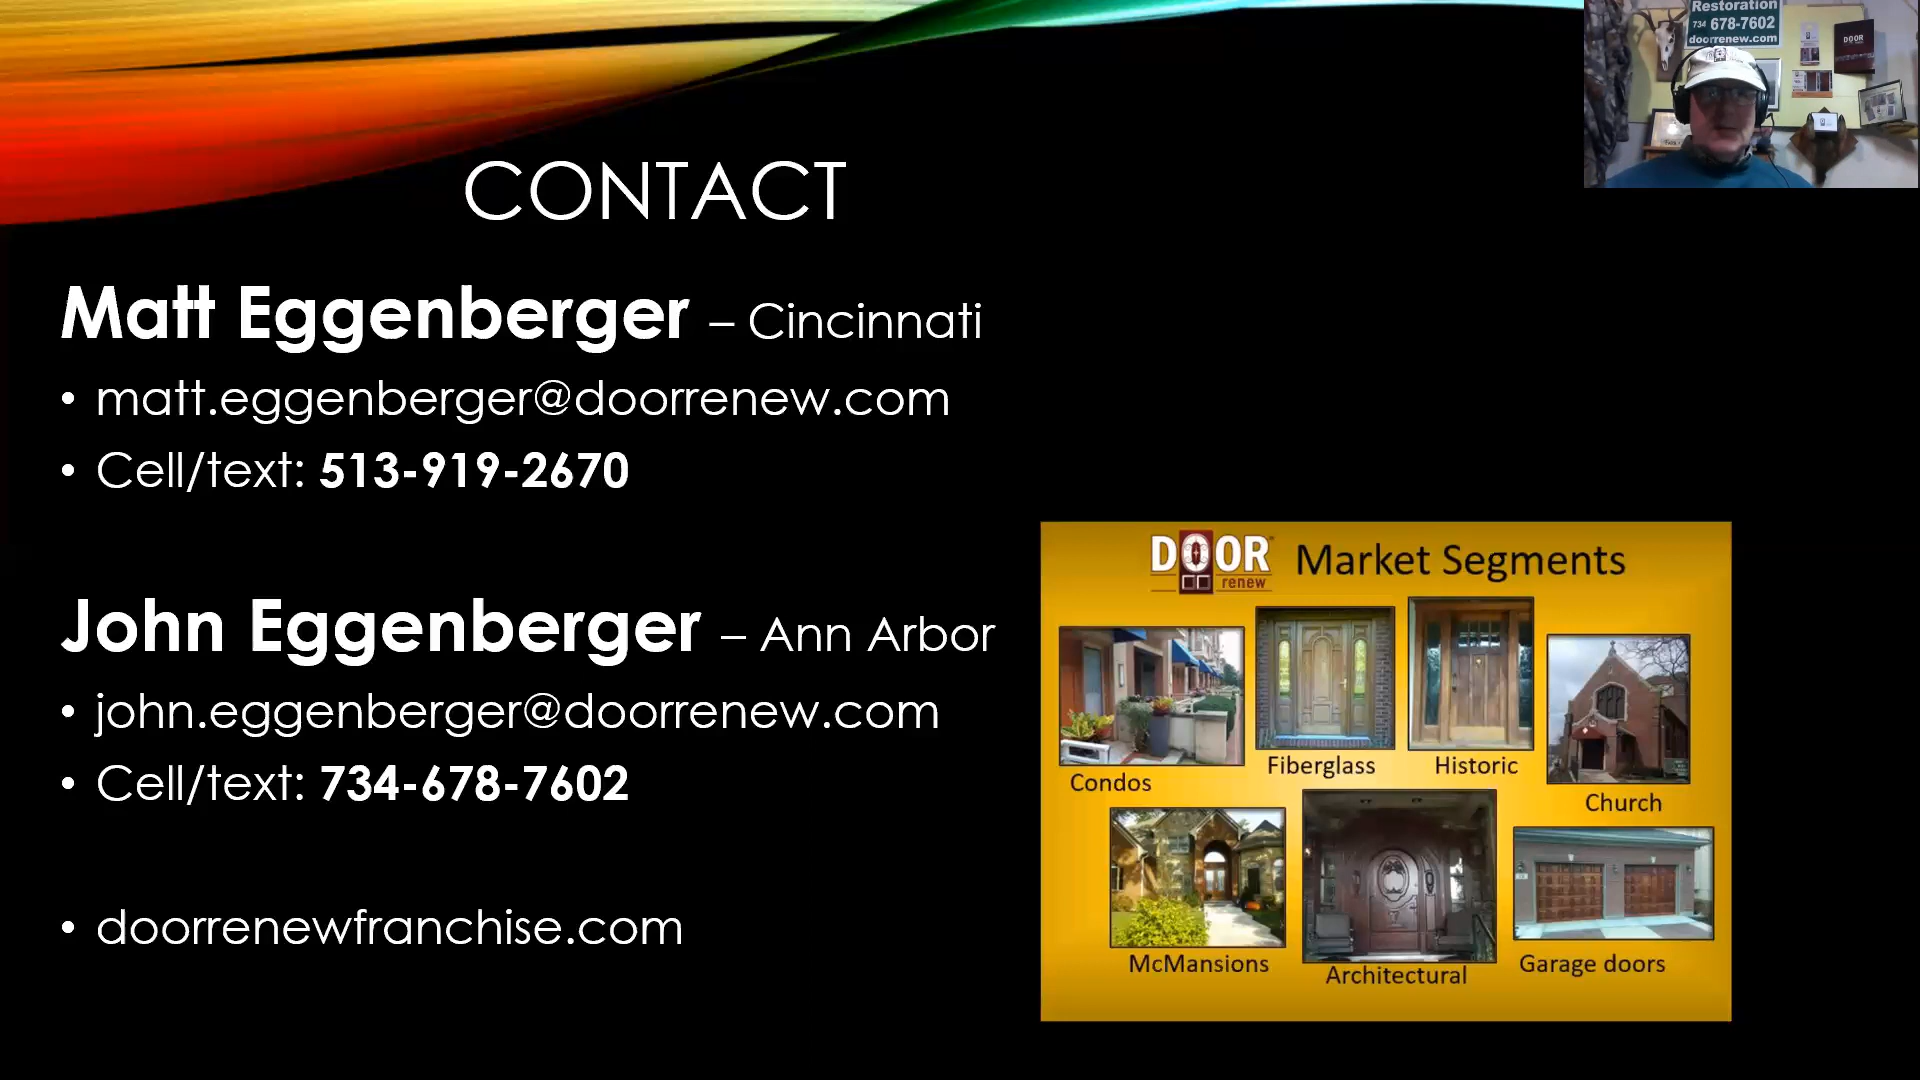 Restoration
734 678-7602
doorrenew.com
DOOR
CONTACT
Matt Eggenberger – Cincinnati
• matt.eggenberger@doorrenew.com
• Cell/text: 513-919-2670
John Eggenberger – Ann Arbor
• john.eggenberger@doorrenew.com
• Cell/text: 734-678-7602
• doorrenewfranchise.com
DOOR
renew
Market Segments
Condos
Fiberglass
Historic
Church
McMansions
Architectural
Garage doors